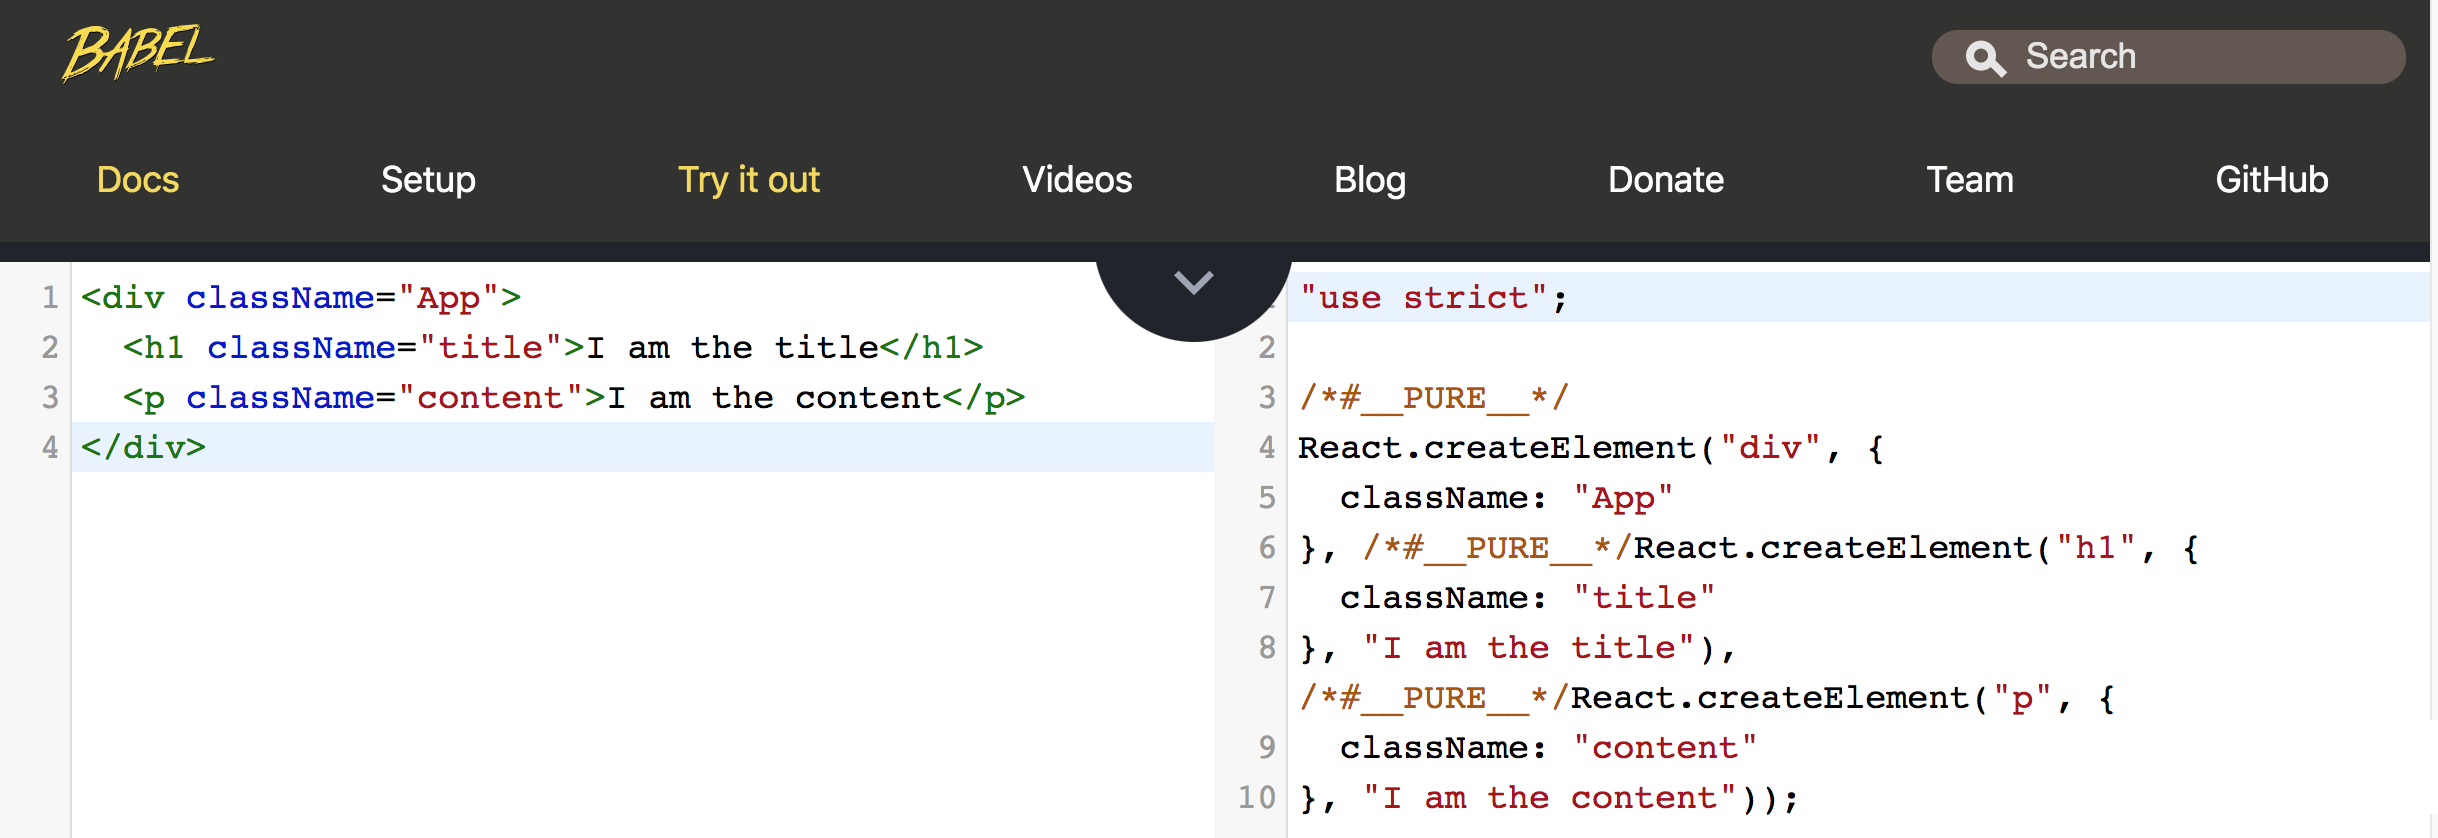 BABEL
Search
Docs Setup Try it out Videos Blog Donate Team GitHub
1 <div className="App">
2   <h1 className="title">I am the title</h1>
3   <p className="content">I am the content</p>
4 </div>
"use strict";
2
3 /*#__PURE__*/
4 React.createElement("div", {
5   className: "App"
6 }, /*#__PURE__*/React.createElement("h1", {
7   className: "title"
8 }, "I am the title"),
/*#__PURE__*/React.createElement("p", {
9   className: "content"
10 }, "I am the content"));